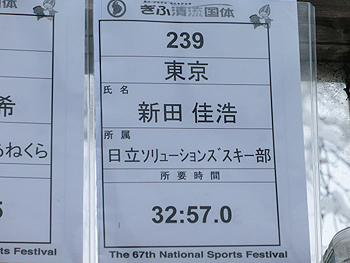 ぎふ清流国体
239
東京
氏名
新田 佳浩
所属
日立ソリューションズスキー部
所要時間
32:57.0
The 67th National Sports Festival
希
ねくら
5
ts Festival